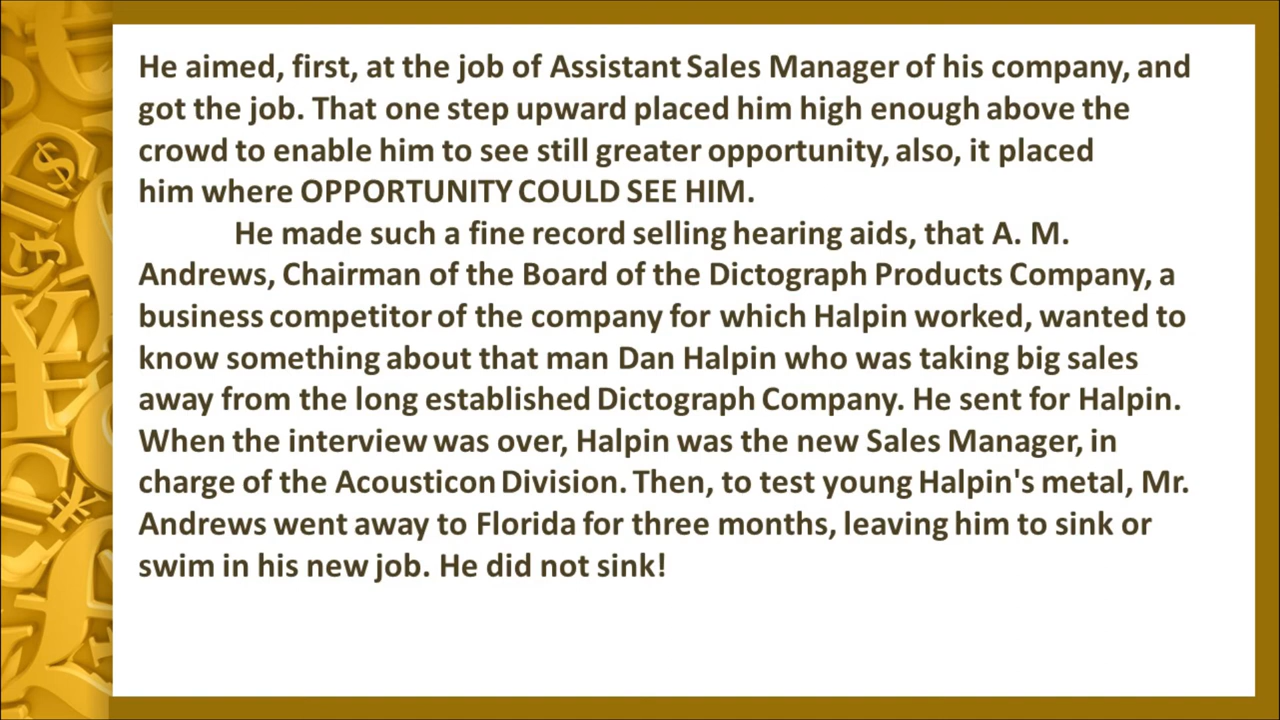 He aimed, first, at the job of Assistant Sales Manager of his company, and
got the job. That one step upward placed him high enough above the
crowd to enable him to see still greater opportunity, also, it placed
him where OPPORTUNITY COULD SEE HIM.
He made such a fine record selling hearing aids, that A. M.
Andrews, Chairman of the Board of the Dictograph Products Company, a
business competitor of the company for which Halpin worked, wanted to
know something about that man Dan Halpin who was taking big sales
away from the long established Dictograph Company. He sent for Halpin.
When the interview was over, Halpin was the new Sales Manager, in
charge of the Acousticon Division. Then, to test young Halpin's metal, Mr.
Andrews went away to Florida for three months, leaving him to sink or
swim in his new job. He did not sink!